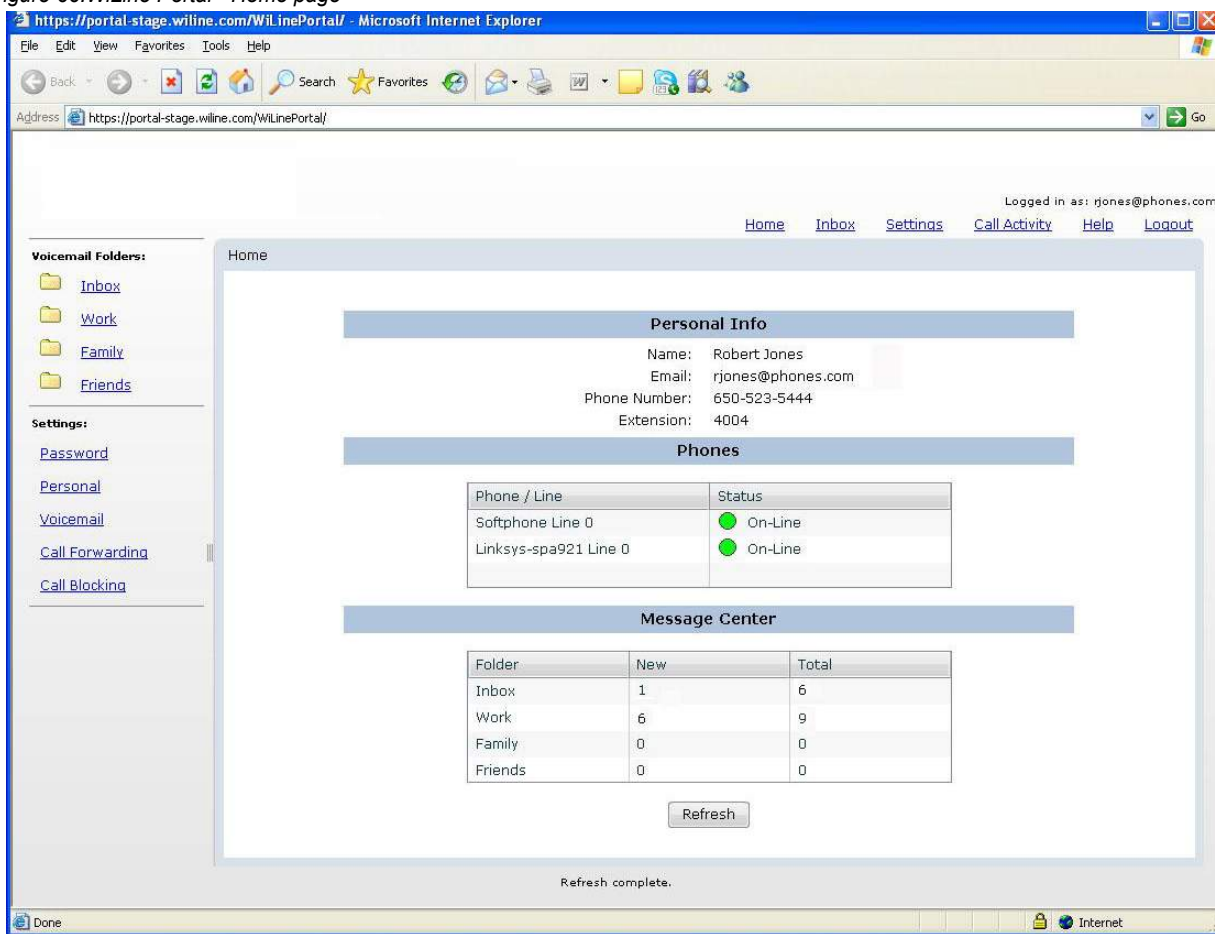 WiLine Portal - Home page
https://portal-stage.wiline.com/WiLinePortal/ - Microsoft Internet Explorer
File Edit View Favorites Tools Help
Back Search Favorites
Address https://portal-stage.wiline.com/WiLinePortal/ Go
Logged in as: rjones@phones.com
Home Inbox Settings Call Activity Help Logout
Voicemail Folders:
Inbox
Work
Family
Friends
Settings:
Password
Personal
Voicemail
Call Forwarding
Call Blocking
Home
Personal Info
Name: Robert Jones
Email: rjones@phones.com
Phone Number: 650-523-5444
Extension: 4004
Phones
Phone / Line Status
Softphone Line 0 On-Line
Linksys-spa921 Line 0 On-Line
Message Center
Folder New Total
Inbox 1 6
Work 6 9
Family 0 0
Friends 0 0
Refresh
Refresh complete.
Done Internet